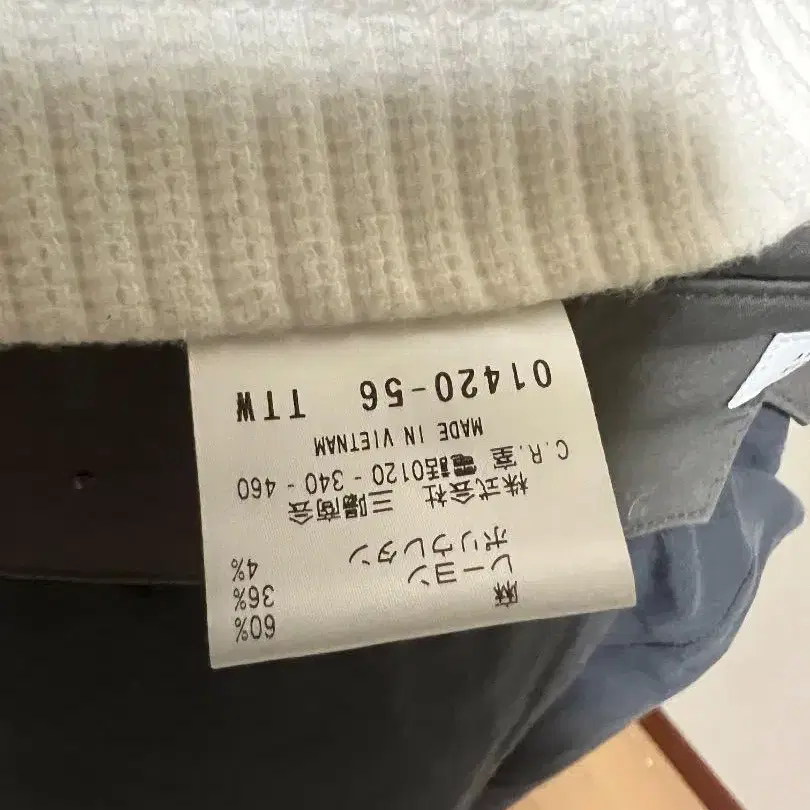 麻 60%
レーヨン 36%
ポリウレタン 4%
株式会社 三陽商会
C.R.室 電話0120-340-460
MADE IN VIETNAM
01420-56 TTW